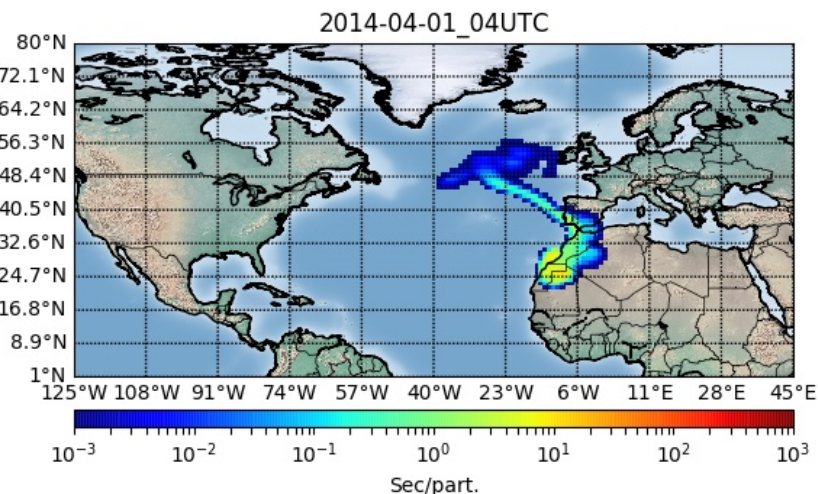 2014-04-01_04UTC
80°N
72.1°N
64.2°N
56.3°N
48.4°N
40.5°N
32.6°N
24.7°N
16.8°N
8.9°N
1°N
125°W 108°W 91°W 74°W 57°W 40°W 23°W 6°W 11°E 28°E 45°E
10⁻³ 10⁻² 10⁻¹ 10⁰ 10¹ 10² 10³
Sec/part.